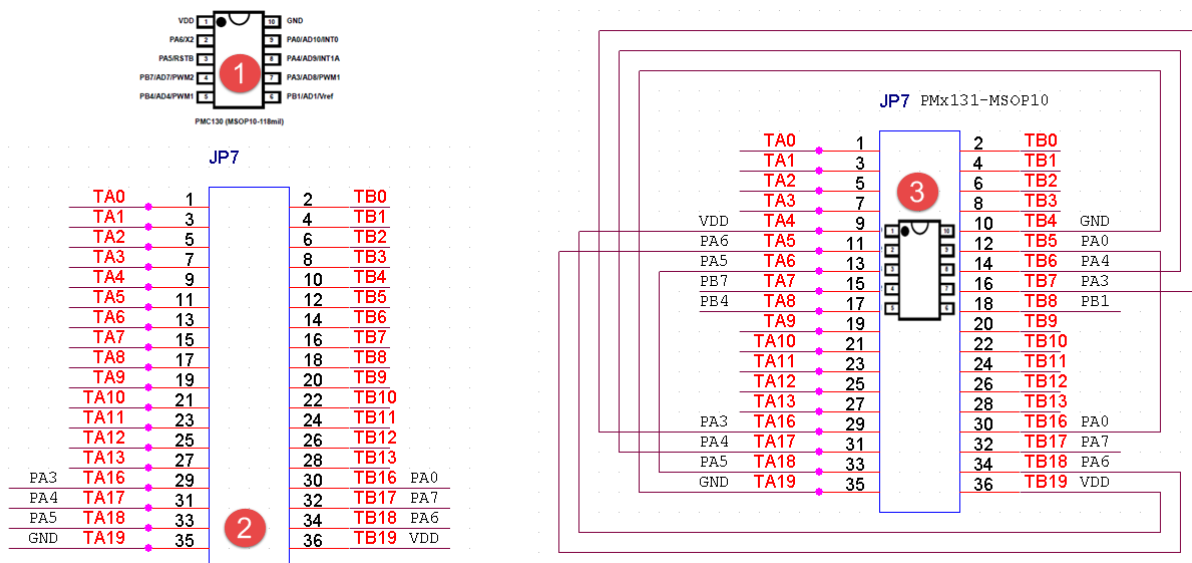 VDD 1 10 GND
PA6/X2 2 9 PA0/AD10/INT0
PA5/RSTB 3 8 PA4/AD9/INT1A
PB7/AD7/PWM2 4 7 PA3/AD8/PWM1
PB4/AD4/PWM1 5 6 PB1/AD1/Vref
1
PMC130 (MSOP10-118mil)
JP7
TA0 1 2 TB0
TA1 3 4 TB1
TA2 5 6 TB2
TA3 7 8 TB3
TA4 9 10 TB4
TA5 11 12 TB5
TA6 13 14 TB6
TA7 15 16 TB7
TA8 17 18 TB8
TA9 19 20 TB9
TA10 21 22 TB10
TA11 23 24 TB11
TA12 25 26 TB12
TA13 27 28 TB13
PA3 TA16 29 30 TB16 PA0
PA4 TA17 31 32 TB17 PA7
PA5 TA18 33 34 TB18 PA6
GND TA19 35 36 TB19 VDD
2
JP7 PMx131-MSOP10
TA0 1 2 TB0
TA1 3 4 TB1
TA2 5 6 TB2
TA3 7 8 TB3
3
VDD TA4 9 1 10 10 TB4 GND
PA6 TA5 11 2 9 12 TB5 PA0
PA5 TA6 13 3 8 14 TB6 PA4
PB7 TA7 15 4 7 16 TB7 PA3
PB4 TA8 17 5 6 18 TB8 PB1
TA9 19 20 TB9
TA10 21 22 TB10
TA11 23 24 TB11
TA12 25 26 TB12
TA13 27 28 TB13
PA3 TA16 29 30 TB16 PA0
PA4 TA17 31 32 TB17 PA7
PA5 TA18 33 34 TB18 PA6
GND TA19 35 36 TB19 VDD